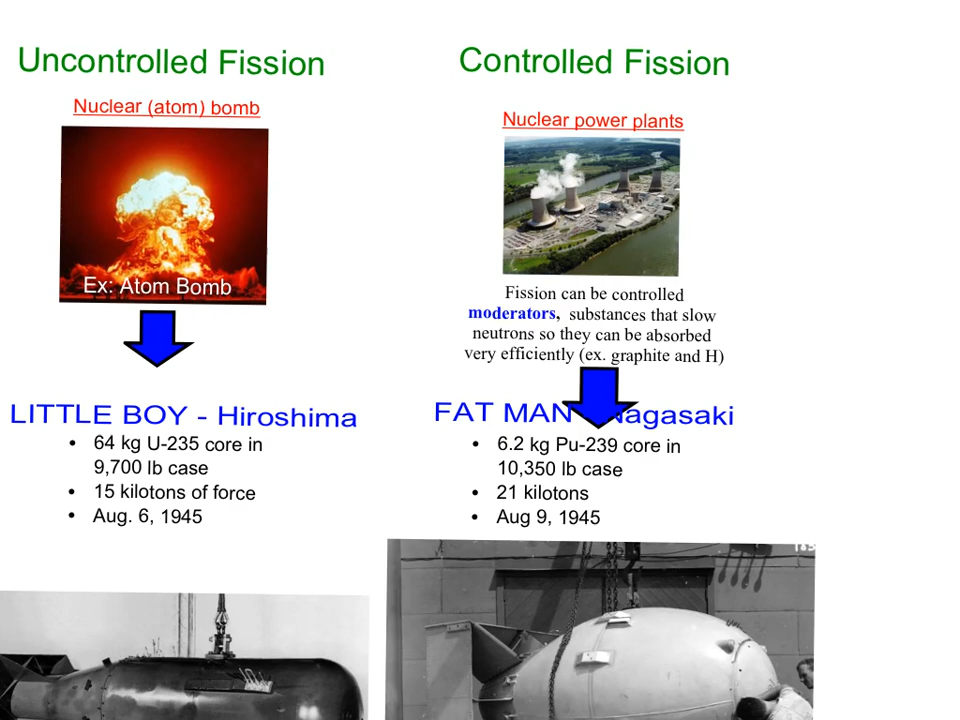 Uncontrolled Fission
Nuclear (atom) bomb
Ex: Atom Bomb
LITTLE BOY - Hiroshima
• 64 kg U-235 core in
9,700 lb case
• 15 kilotons of force
• Aug. 6, 1945
Controlled Fission
Nuclear power plants
Fission can be controlled
moderators, substances that slow
neutrons so they can be absorbed
very efficiently (ex. graphite and H)
FAT MAN Nagasaki
• 6.2 kg Pu-239 core in
10,350 lb case
• 21 kilotons
• Aug 9, 1945